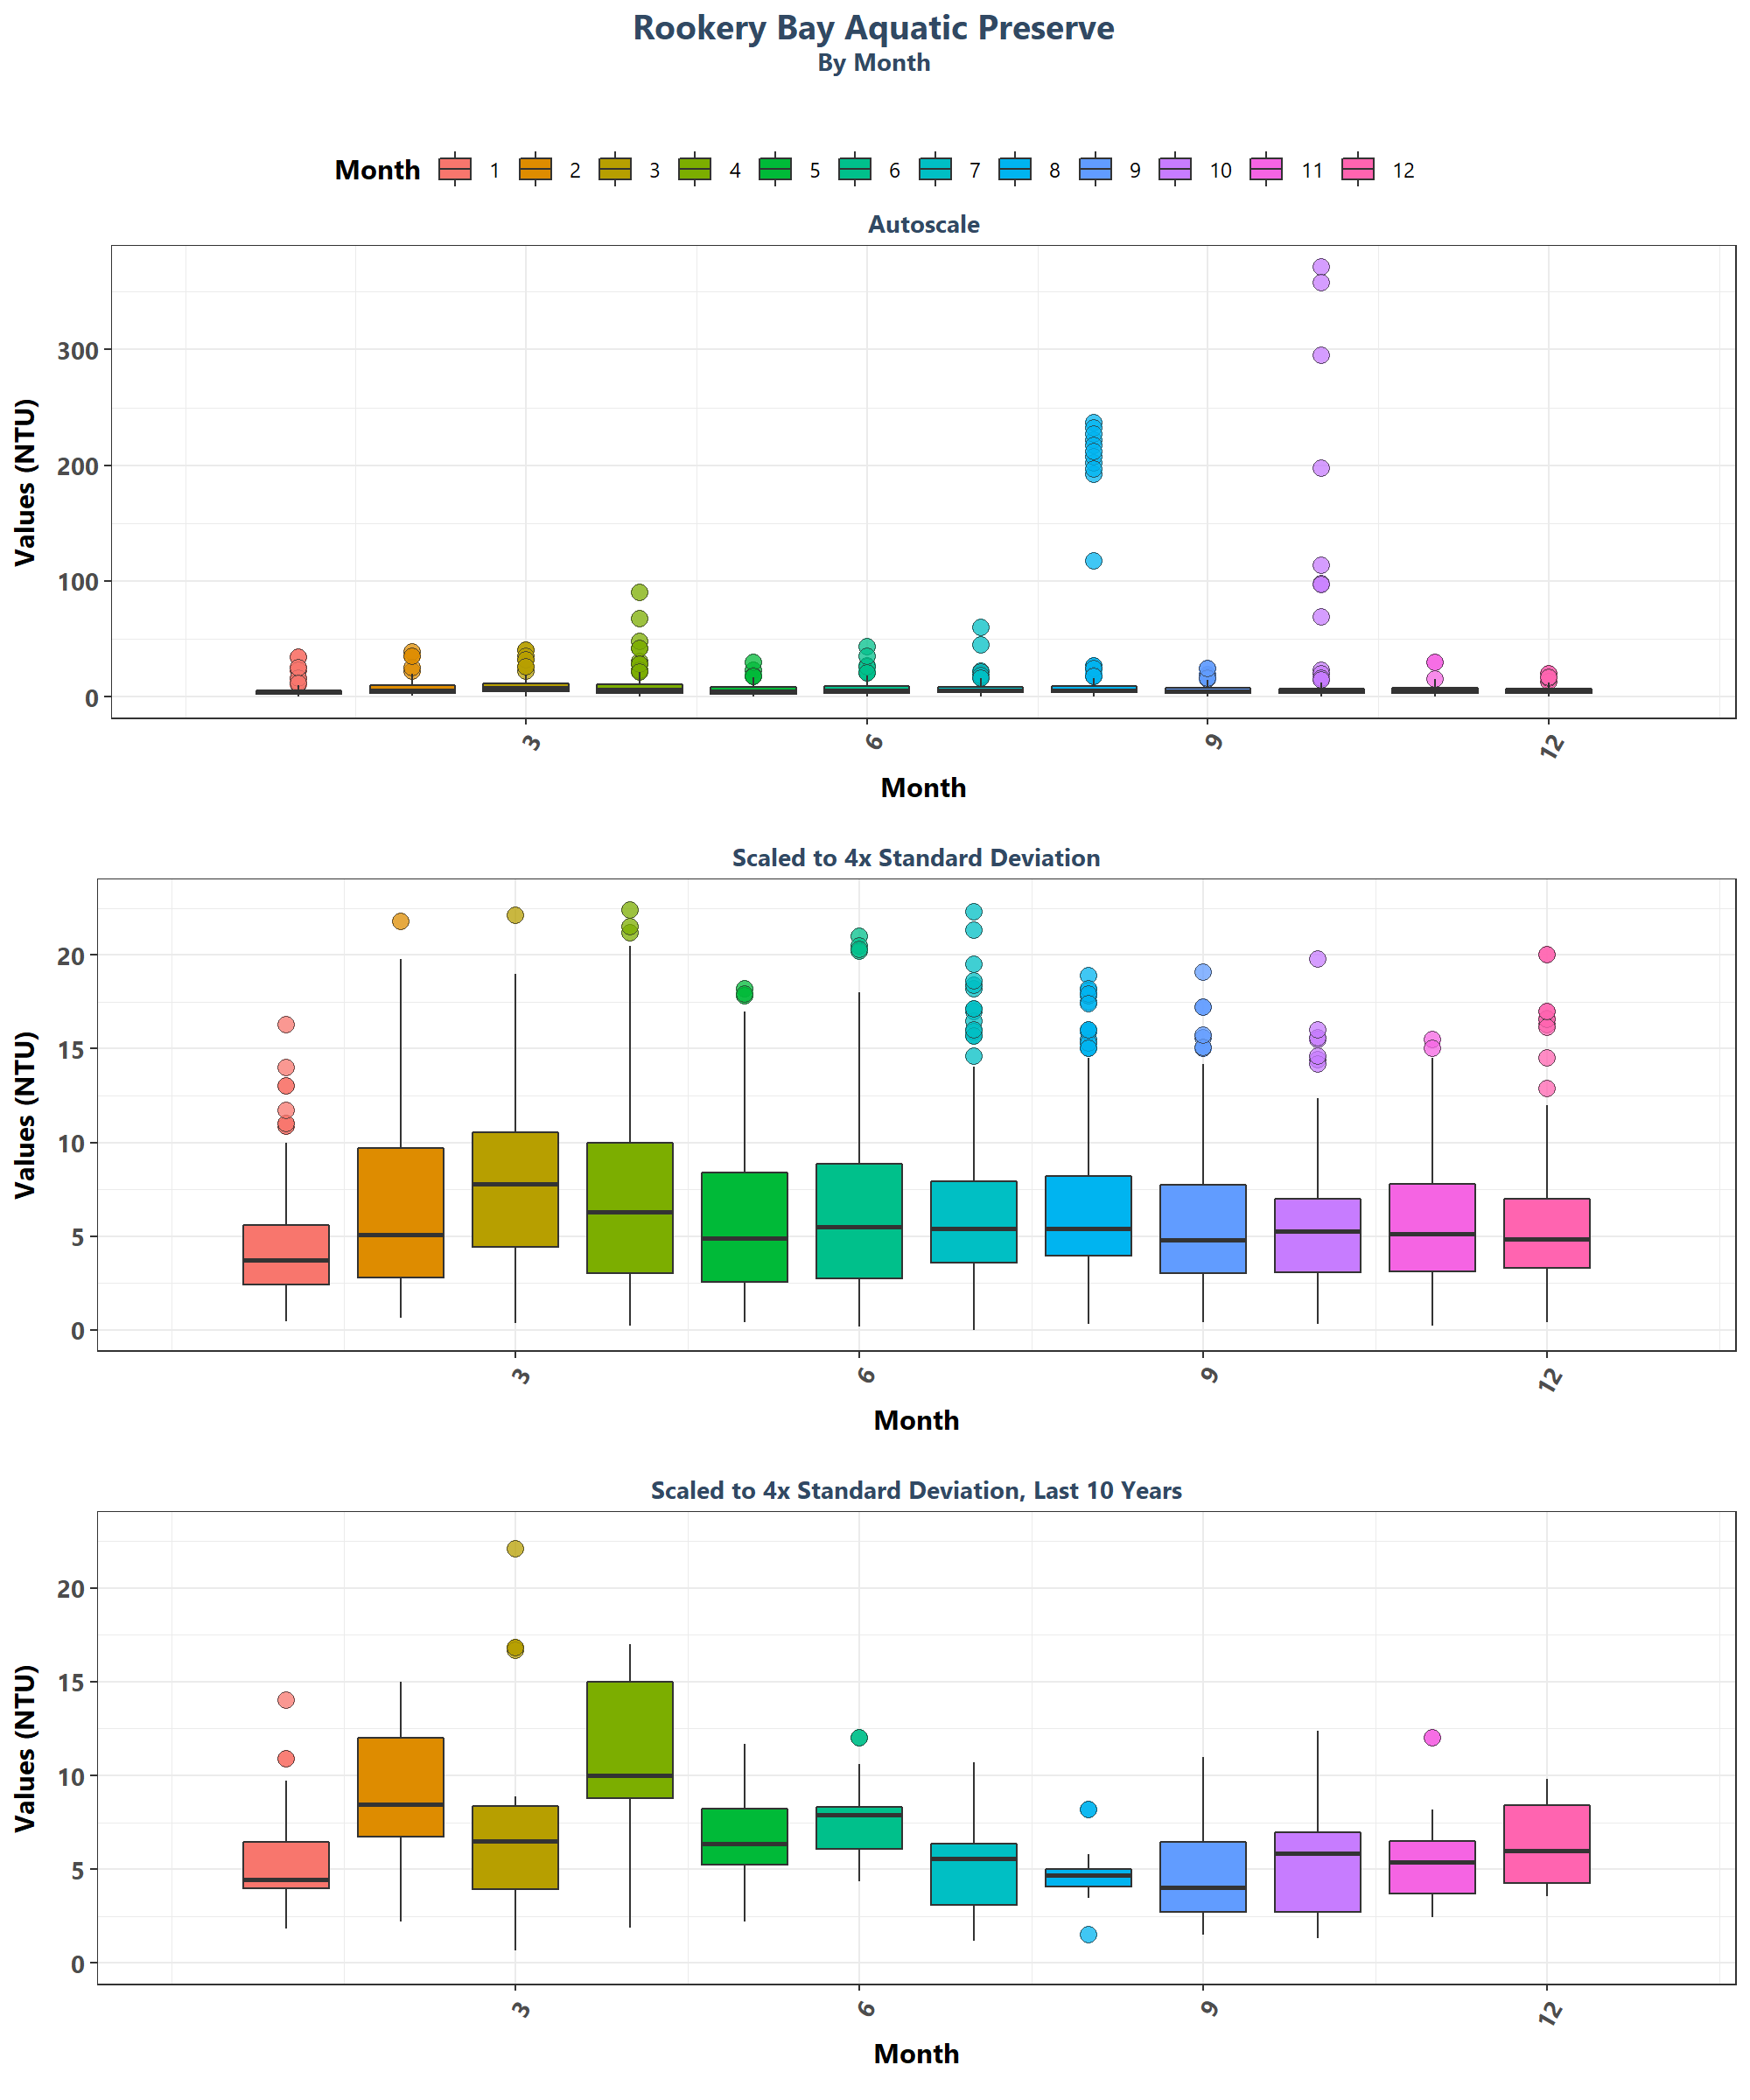 Rookery Bay Aquatic Preserve
By Month
Month 1 2 3 4 5 6 7 8 9 10 11 12
Autoscale
Values (NTU)
300
200
100
0
3 6 9 12
Month
Scaled to 4x Standard Deviation
Values (NTU)
20
15
10
5
0
3 6 9 12
Month
Scaled to 4x Standard Deviation, Last 10 Years
Values (NTU)
20
15
10
5
0
3 6 9 12
Month